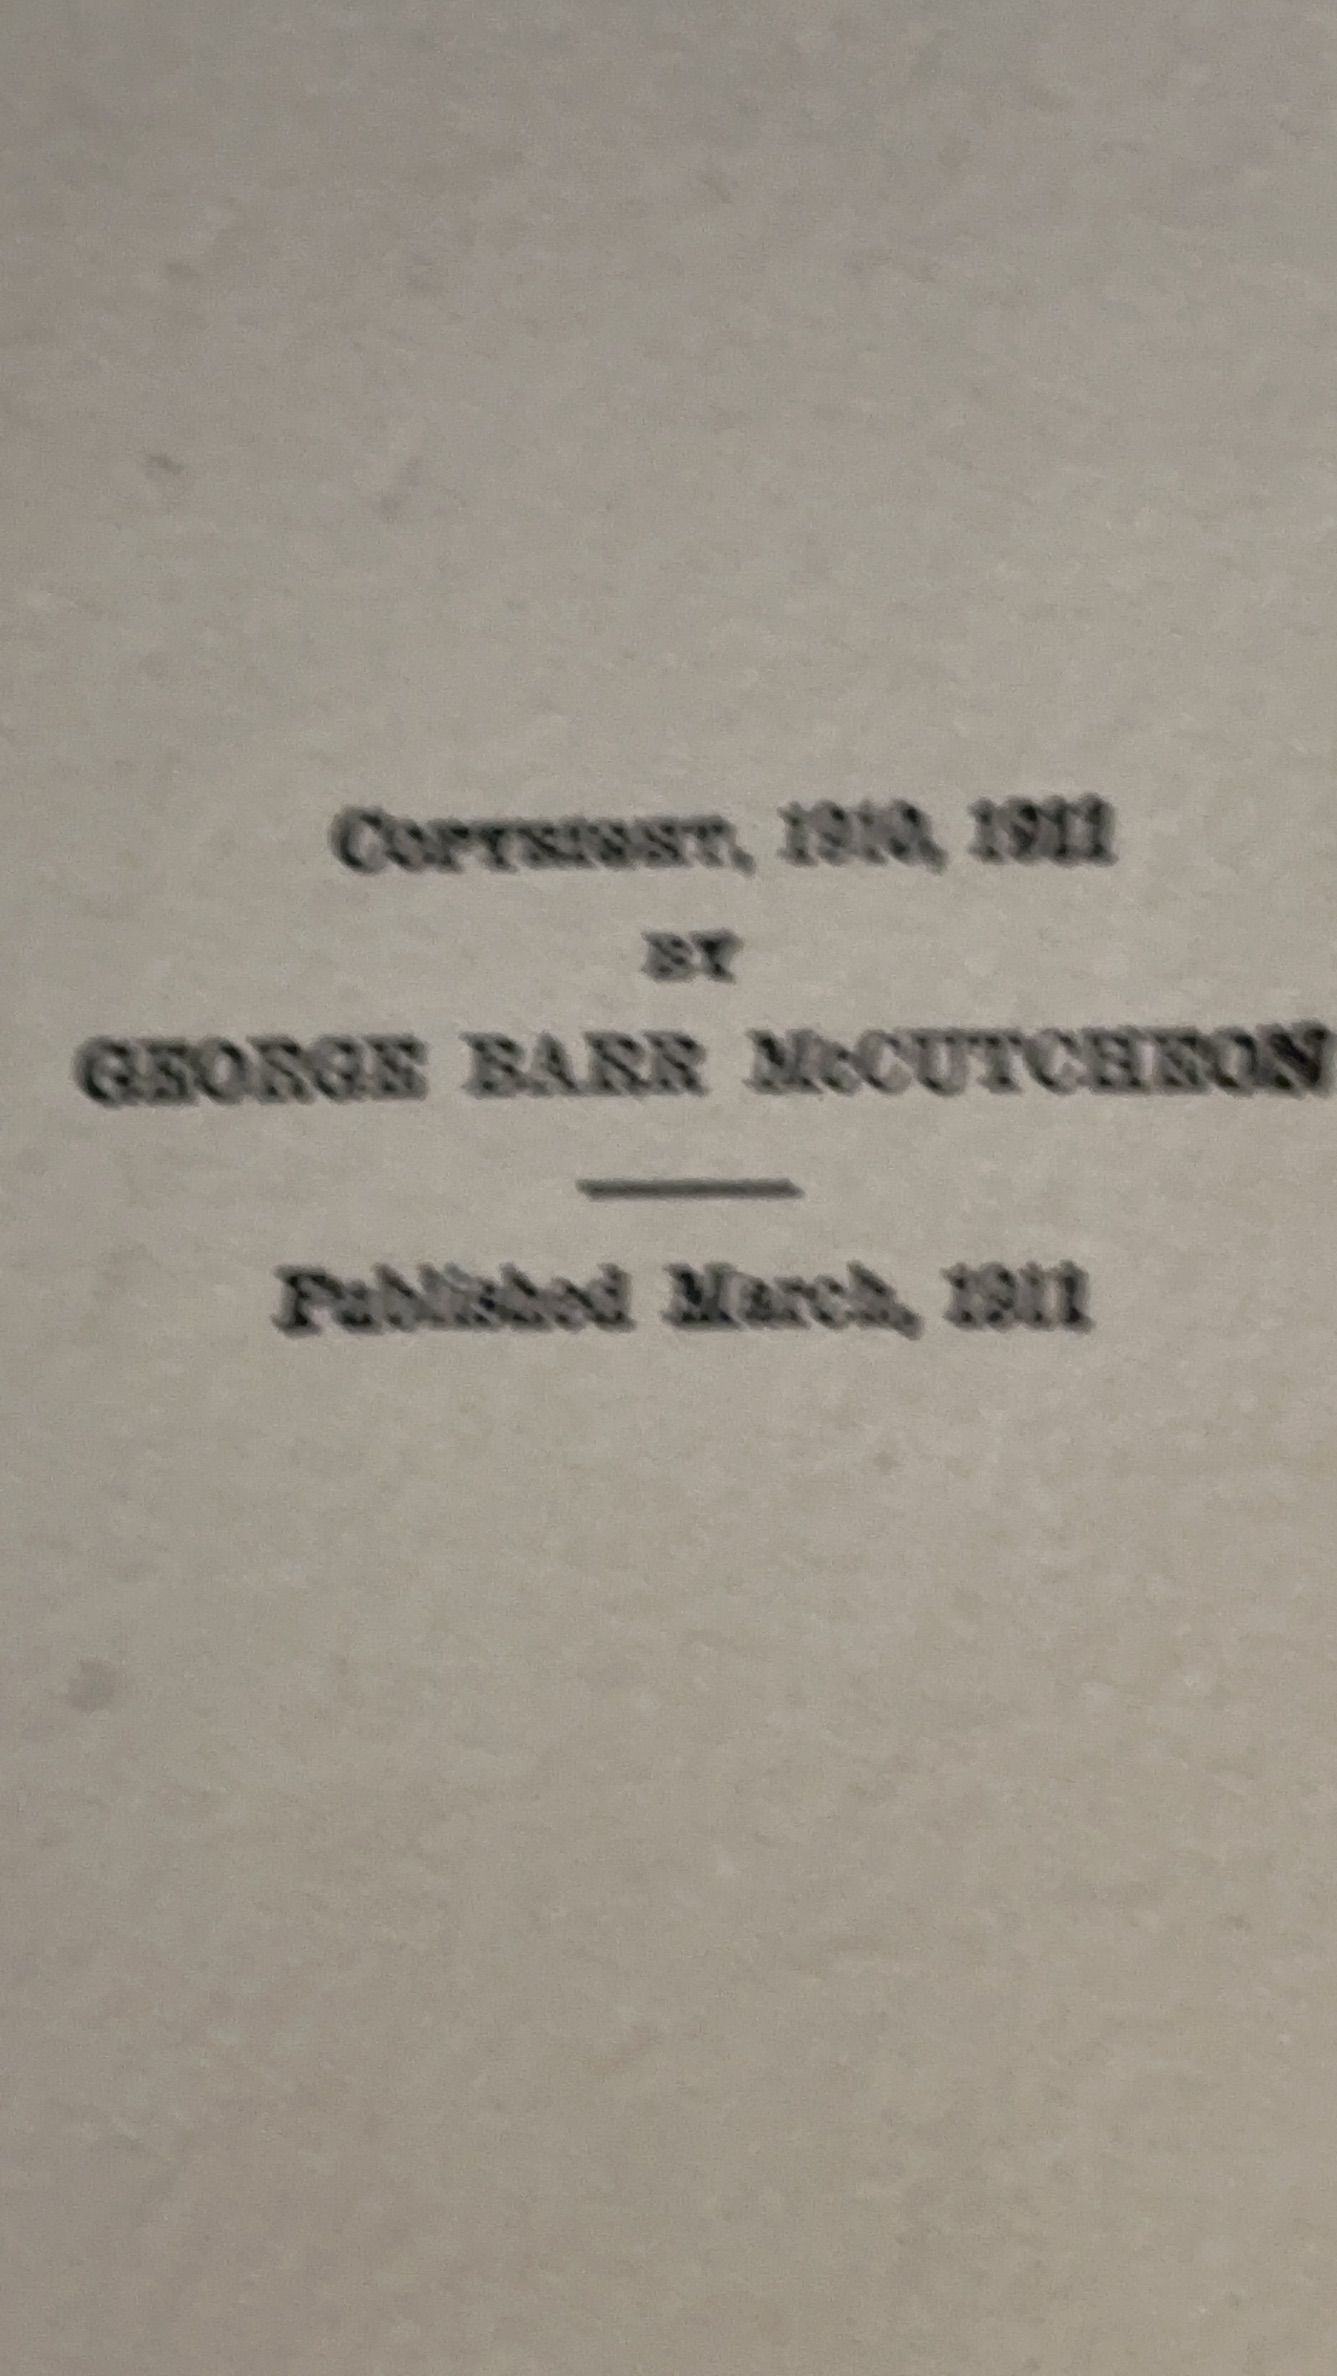 COPYRIGHT, 1910, 1911
BY
GEORGE BARR McCUTCHEON
Published March, 1911